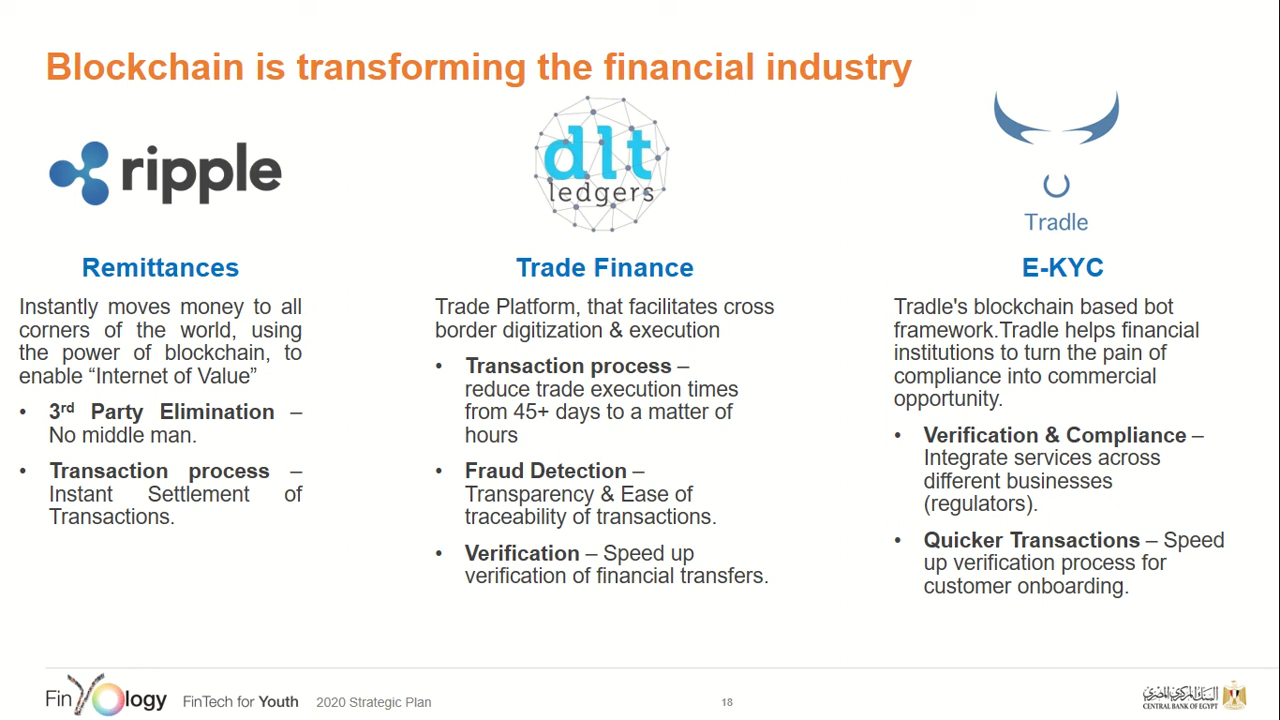 Blockchain is transforming the financial industry
ripple
dlt
ledgers
Tradle
Remittances
Instantly moves money to all
corners of the world, using
the power of blockchain, to
enable “Internet of Value”
• 3rd Party Elimination –
No middle man.
• Transaction process –
Instant Settlement of
Transactions.
Trade Finance
Trade Platform, that facilitates cross
border digitization & execution
• Transaction process –
reduce trade execution times
from 45+ days to a matter of
hours
• Fraud Detection –
Transparency & Ease of
traceability of transactions.
• Verification – Speed up
verification of financial transfers.
E-KYC
Tradle's blockchain based bot
framework.Tradle helps financial
institutions to turn the pain of
compliance into commercial
opportunity.
• Verification & Compliance –
Integrate services across
different businesses
(regulators).
• Quicker Transactions – Speed
up verification process for
customer onboarding.
FinYology
FinTech for Youth
2020 Strategic Plan
18
البنك المركزي المصري
CENTRAL BANK OF EGYPT